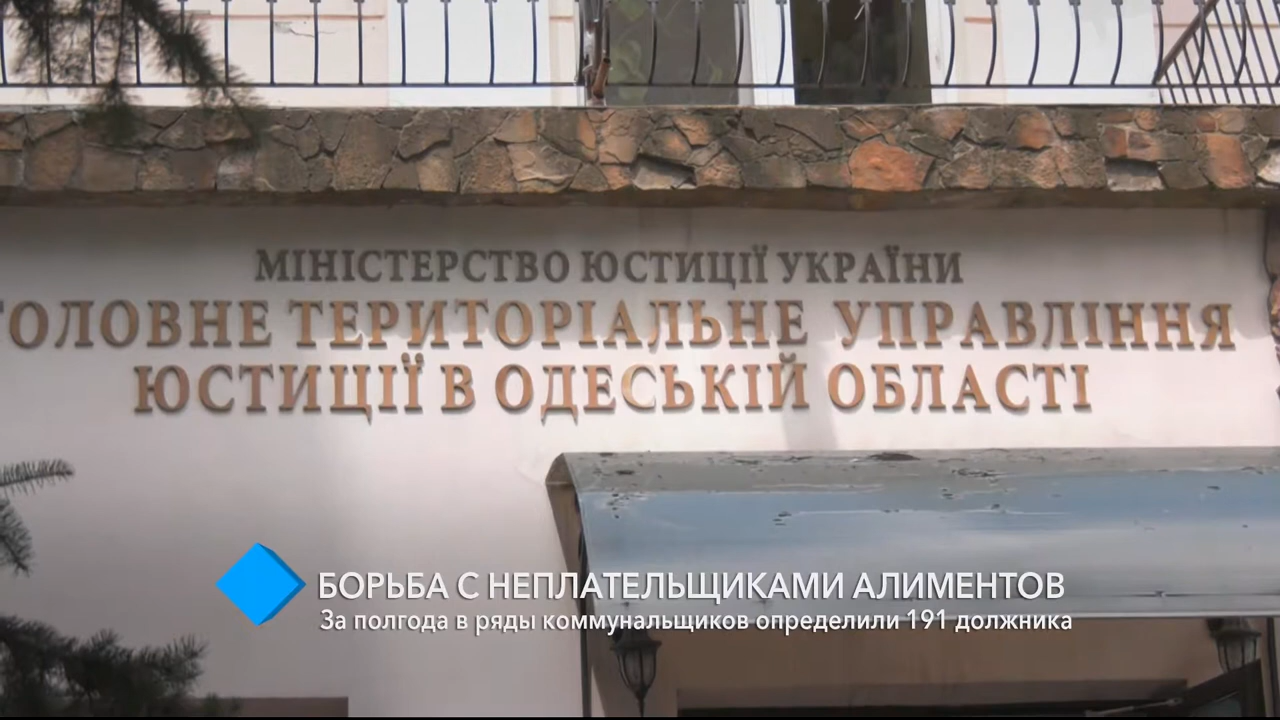 МІНІСТЕРСТВО ЮСТИЦІЇ УКРАЇНИ
ГОЛОВНЕ ТЕРИТОРІАЛЬНЕ УПРАВЛІННЯ
ЮСТИЦІЇ В ОДЕСЬКІЙ ОБЛАСТІ
БОРЬБА С НЕПЛАТЕЛЬЩИКАМИ АЛИМЕНТОВ
За полгода в ряды коммунальщиков определили 191 должника